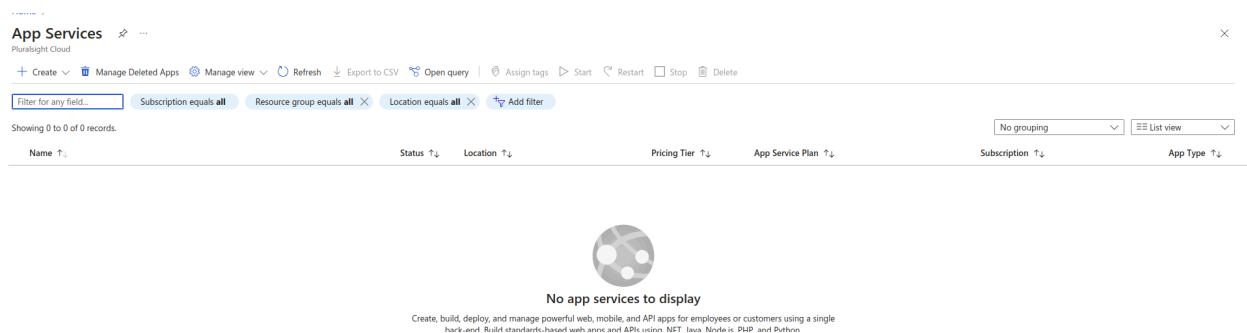 App Services
Pluralsight Cloud
Create Manage Deleted Apps Manage view Refresh Export to CSV Open query Assign tags Start Restart Stop Delete
Filter for any field... Subscription equals all Resource group equals all Location equals all Add filter
Showing 0 to 0 of 0 records. No grouping List view
Name Status Location Pricing Tier App Service Plan Subscription App Type
No app services to display
Create, build, deploy, and manage powerful web, mobile, and API apps for employees or customers using a single
back-end. Build standards-based web apps and APIs using .NET, Java, Node.js, PHP, and Python.